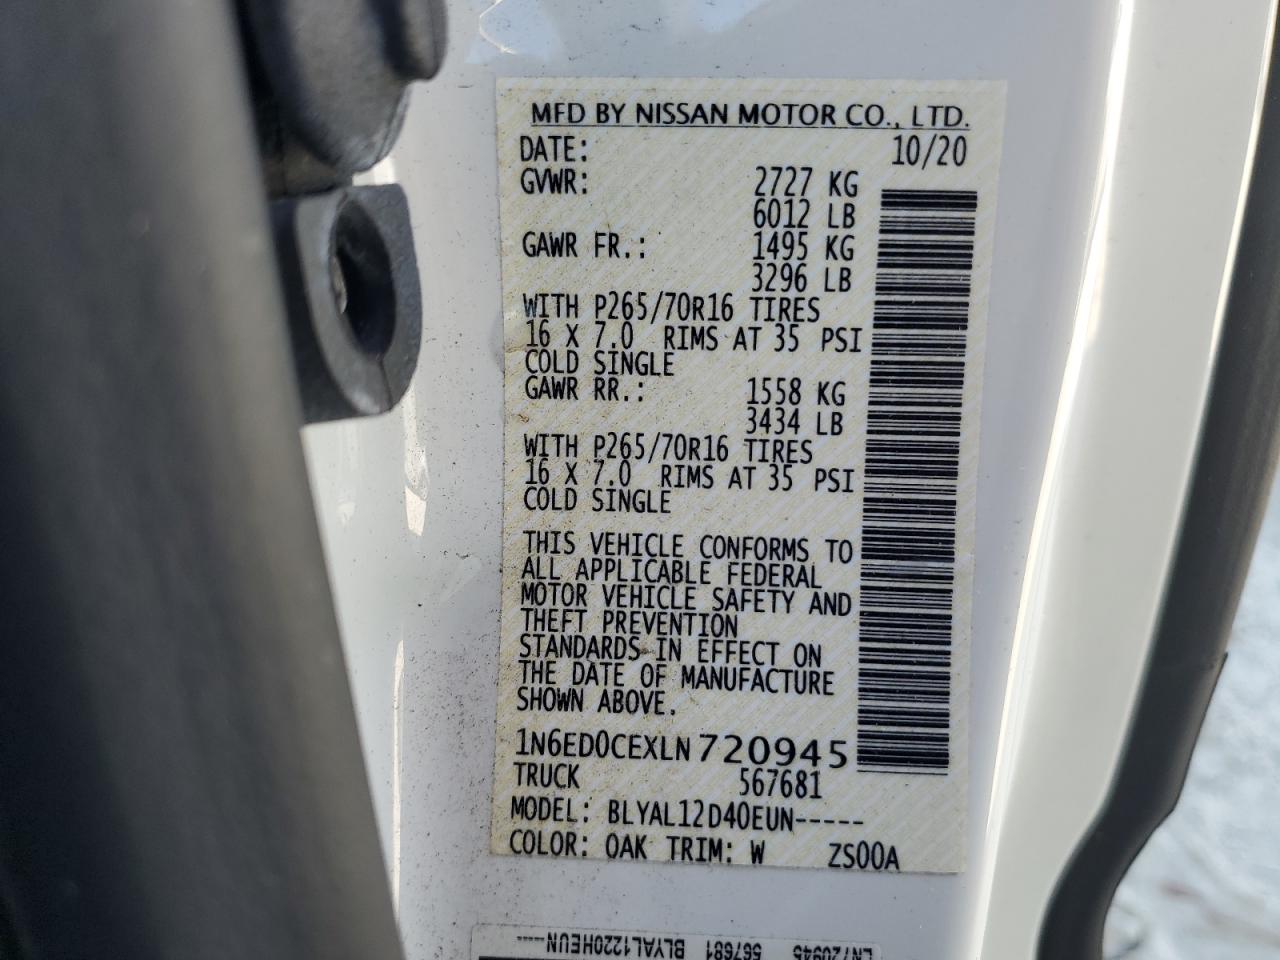 MFD BY NISSAN MOTOR CO., LTD.
DATE: 10/20
GVWR: 2727 KG
6012 LB
GAWR FR.: 1495 KG
3296 LB
WITH P265/70R16 TIRES
16 X 7.0 RIMS AT 35 PSI
COLD SINGLE
GAWR RR.: 1558 KG
3434 LB
WITH P265/70R16 TIRES
16 X 7.0 RIMS AT 35 PSI
COLD SINGLE
THIS VEHICLE CONFORMS TO
ALL APPLICABLE FEDERAL
MOTOR VEHICLE SAFETY AND
THEFT PREVENTION
STANDARDS IN EFFECT ON
THE DATE OF MANUFACTURE
SHOWN ABOVE.
1N6ED0CEXLN720945
TRUCK 567681
MODEL: BLYAL12D40EUN-----
COLOR: OAK TRIM: W ZS00A
LN720945 567681 BLYAL1220HEUN----